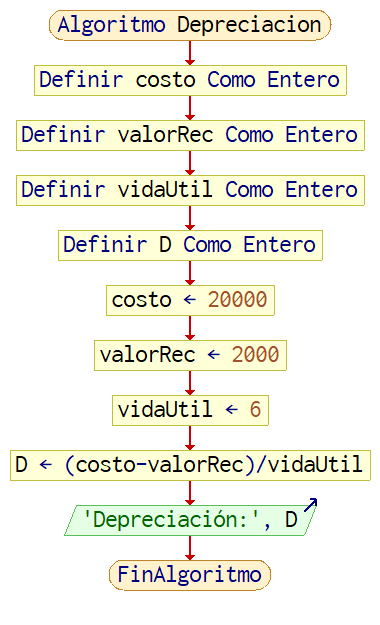 Algoritmo Depreciacion
Definir costo Como Entero
Definir valorRec Como Entero
Definir vidaUtil Como Entero
Definir D Como Entero
costo ← 20000
valorRec ← 2000
vidaUtil ← 6
D ← (costo-valorRec)/vidaUtil
'Depreciación:', D
FinAlgoritmo